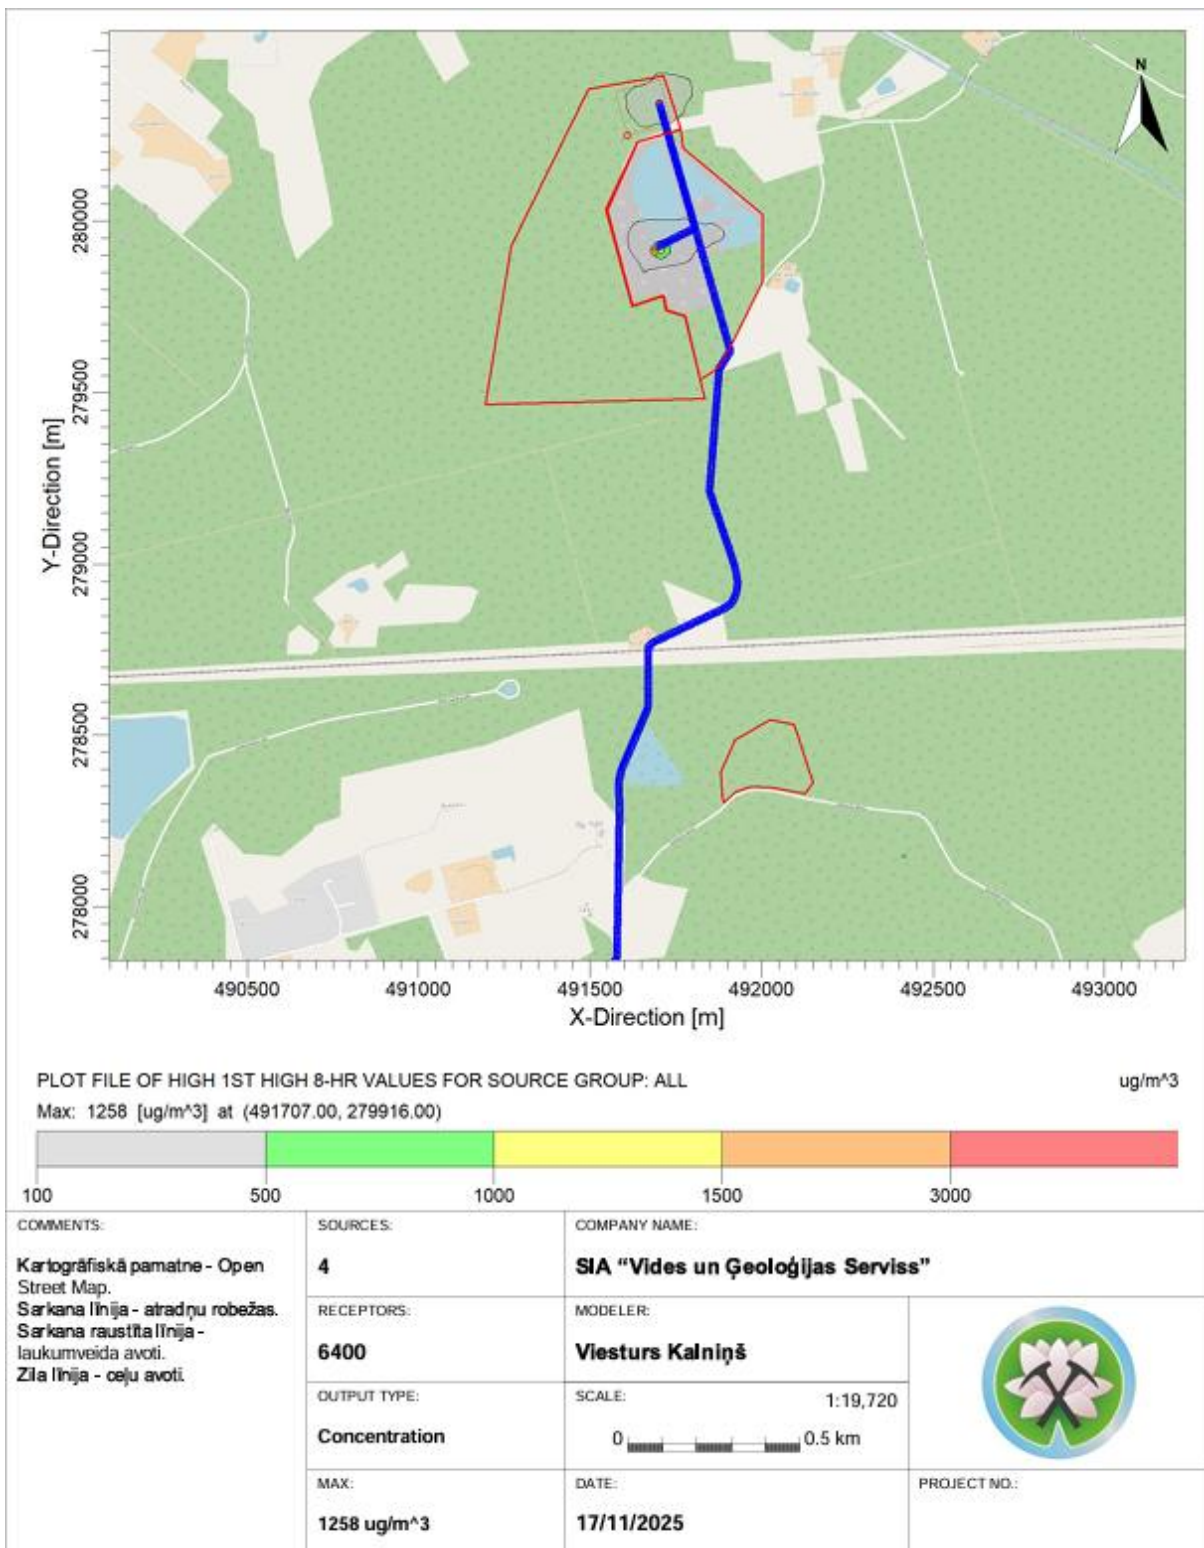 N
280000
279500
279000
278500
278000
Y-Direction [m]
490500 491000 491500 492000 492500 493000
X-Direction [m]
PLOT FILE OF HIGH 1ST HIGH 8-HR VALUES FOR SOURCE GROUP: ALL ug/m^3
Max: 1258 [ug/m^3] at (491707.00, 279916.00)
100 500 1000 1500 3000
COMMENTS:
Kartogrāfiskā pamatne - Open
Street Map.
Sarkana līnija - atradņu robežas.
Sarkana raustīta līnija -
laukumveida avoti.
Zila līnija - ceļu avoti.
SOURCES:
4
COMPANY NAME:
SIA “Vides un Ģeoloģijas Serviss”
RECEPTORS:
6400
MODELER:
Viesturs Kalniņš
OUTPUT TYPE:
Concentration
SCALE: 1:19,720
0 0.5 km
MAX:
1258 ug/m^3
DATE:
17/11/2025
PROJECT NO.: